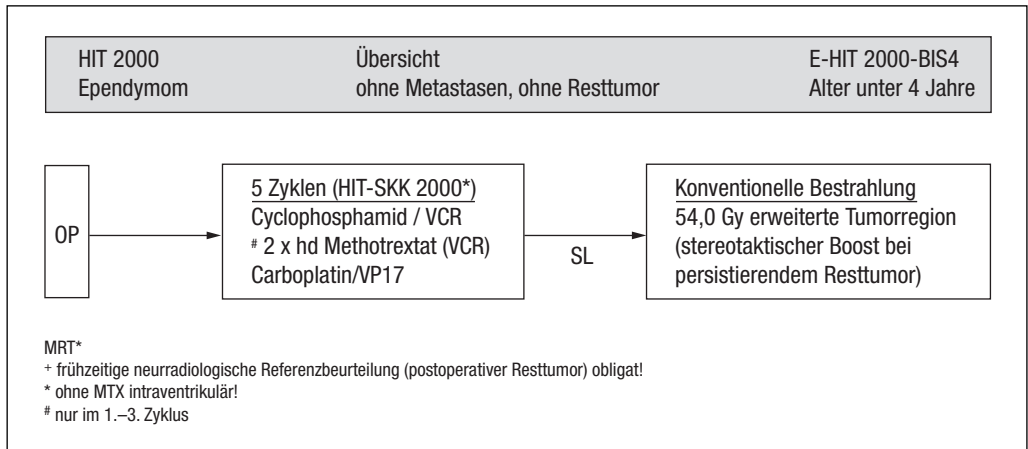 HIT 2000 Übersicht E-HIT 2000-BIS4
Ependymom ohne Metastasen, ohne Resttumor Alter unter 4 Jahre
OP
5 Zyklen (HIT-SKK 2000*)
Cyclophosphamid / VCR
# 2 x hd Methotrextat (VCR)
Carboplatin/VP17
SL
Konventionelle Bestrahlung
54,0 Gy erweiterte Tumorregion
(stereotaktischer Boost bei
persistierendem Resttumor)
MRT*
+ frühzeitige neurradiologische Referenzbeurteilung (postoperativer Resttumor) obligat!
* ohne MTX intraventrikulär!
# nur im 1.–3. Zyklus